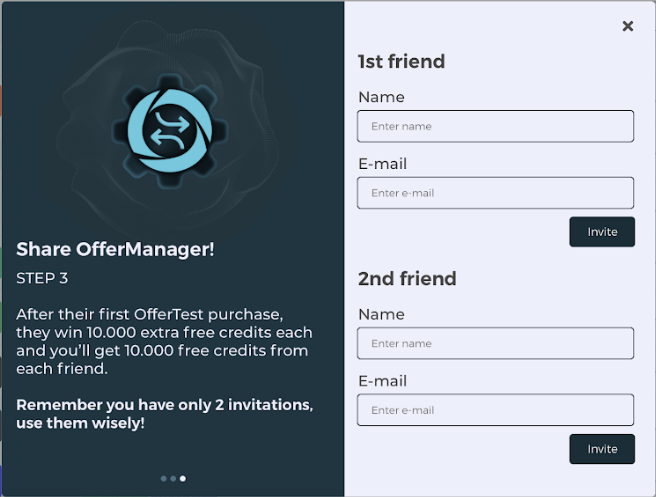 Share OfferManager!
STEP 3
After their first OfferTest purchase,
they win 10.000 extra free credits each
and you'll get 10.000 free credits from
each friend.
Remember you have only 2 invitations,
use them wisely!
1st friend
Name
Enter name
E-mail
Enter e-mail
Invite
2nd friend
Name
Enter name
E-mail
Enter e-mail
Invite